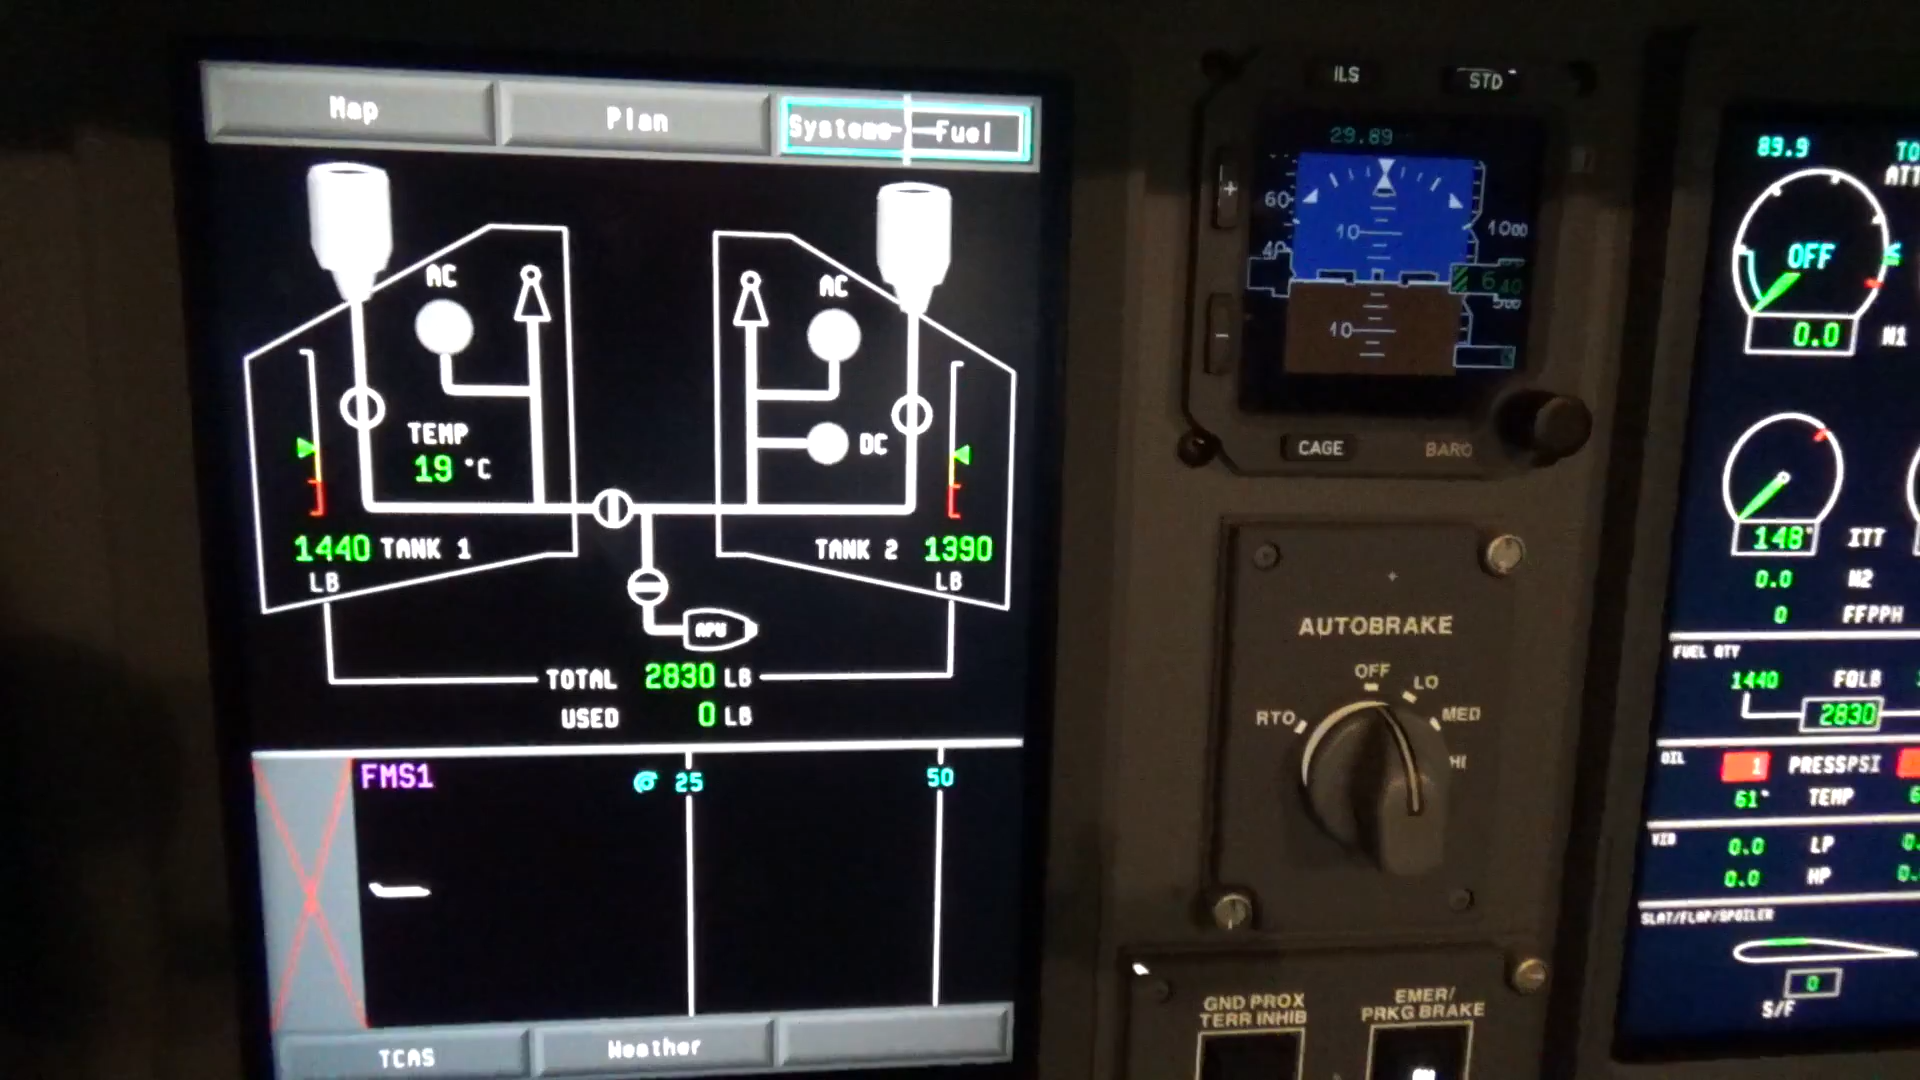 Map
Plan
Systems
Fuel
AC
AC
TEMP
19 °C
DC
1440 TANK 1
LB
TANK 2 1390
LB
APU
TOTAL 2830 LB
USED 0 LB
FMS1
25
50
TCAS
Weather
ILS
STD
29.89
60
40
10
10
1000
500
640
+
-
CAGE
BARO
AUTOBRAKE
OFF
LO
RTO
MED
HI
GND PROX
TERR INHIB
EMER/
PRKG BRAKE
89.9 TO
ATT
OFF
0.0 N1
148° ITT
0.0 N2
0 FFPPH
FUEL QTY
1440 FQLB
2830
OIL
1 PRESSPSI
61° TEMP
VIB
0.0 LP 0.
0.0 HP 0.
SLAT/FLAP/SPOILER
0
S/F